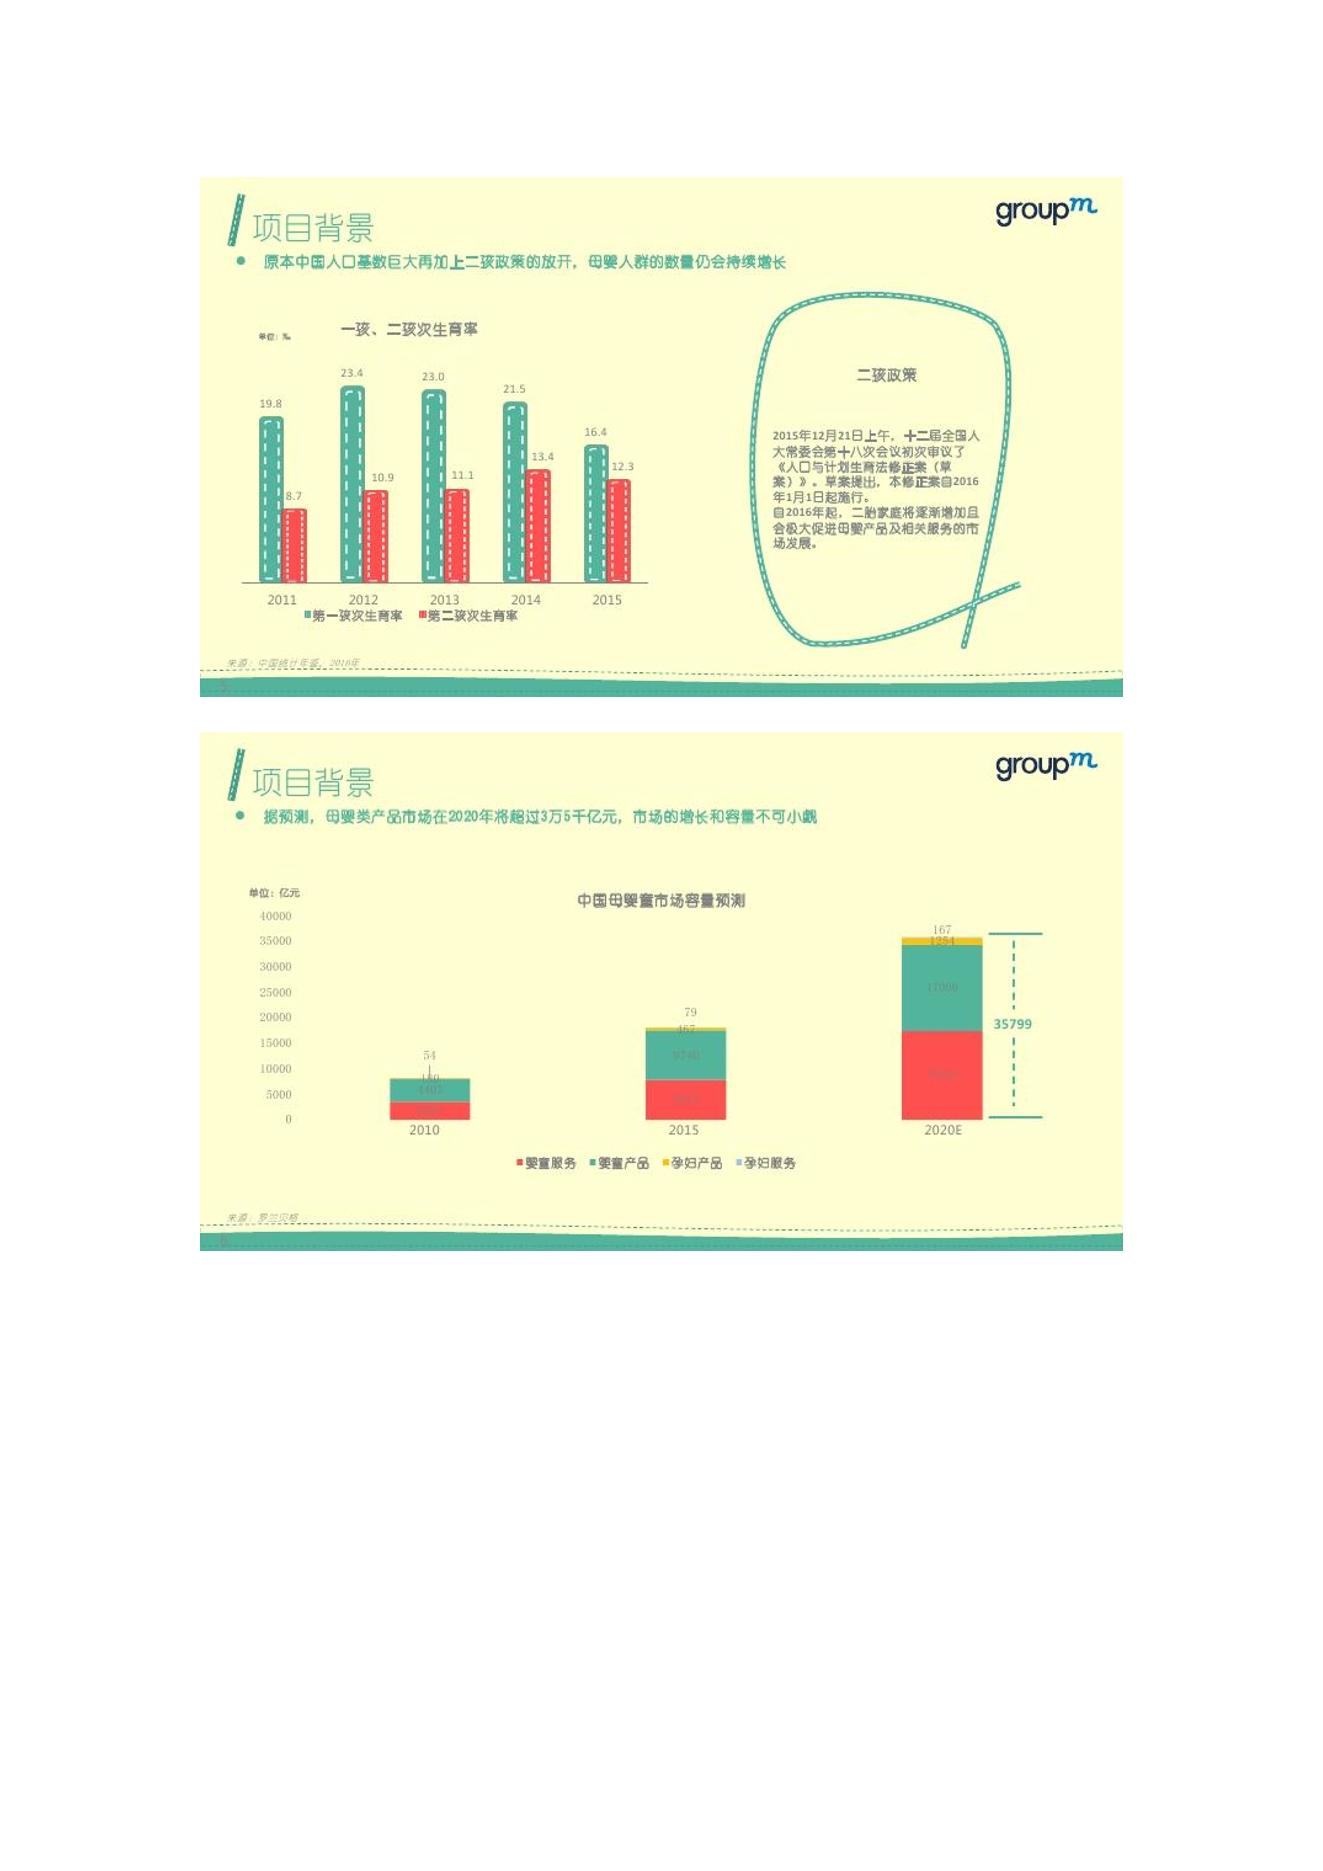 项目背景
groupm
● 原本中国人口基数巨大再加上二孩政策的放开，母婴人群的数量仍会持续增长
单位：‰
一孩、二孩次生育率
19.8
8.7
23.4
10.9
23.0
11.1
21.5
13.4
16.4
12.3
2011 2012 2013 2014 2015
第一孩次生育率 第二孩次生育率
二孩政策
2015年12月21日上午，十二届全国人
大常委会第十八次会议初次审议了
《人口与计划生育法修正案（草
案）》。草案提出，本修正案自2016
年1月1日起施行。
自2016年起，二胎家庭将逐渐增加且
会极大促进母婴产品及相关服务的市
场发展。
来源：中国统计年鉴，2016年
项目背景
groupm
● 据预测，母婴类产品市场在2020年将超过3万5千亿元，市场的增长和容量不可小觑
单位：亿元
中国母婴童市场容量预测
40000
35000
30000
25000
20000
15000
10000
5000
0
54
79
467
9740
167
1254
35799
2010 2015 2020E
婴童服务 婴童产品 孕妇产品 孕妇服务
来源：罗兰贝格